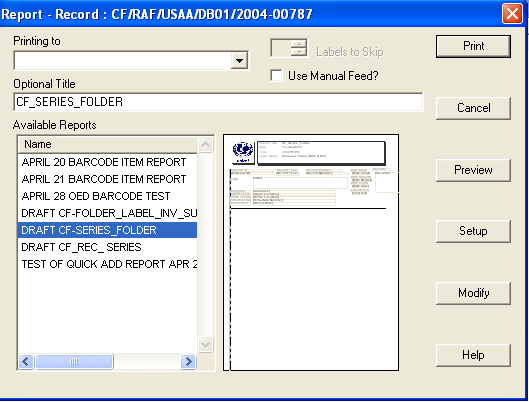 Report - Record : CF/RAF/USAA/DB01/2004-00787
Printing to
Labels to Skip
Use Manual Feed?
Optional Title
CF_SERIES_FOLDER
Available Reports
Name
APRIL 20 BARCODE ITEM REPORT
APRIL 21 BARCODE ITEM REPORT
APRIL 28 OED BARCODE TEST
DRAFT CF-FOLDER_LABEL_INV_SU
DRAFT CF-SERIES_FOLDER
DRAFT CF_REC_ SERIES
TEST OF QUICK ADD REPORT APR 2
Print
Cancel
Preview
Setup
Modify
Help